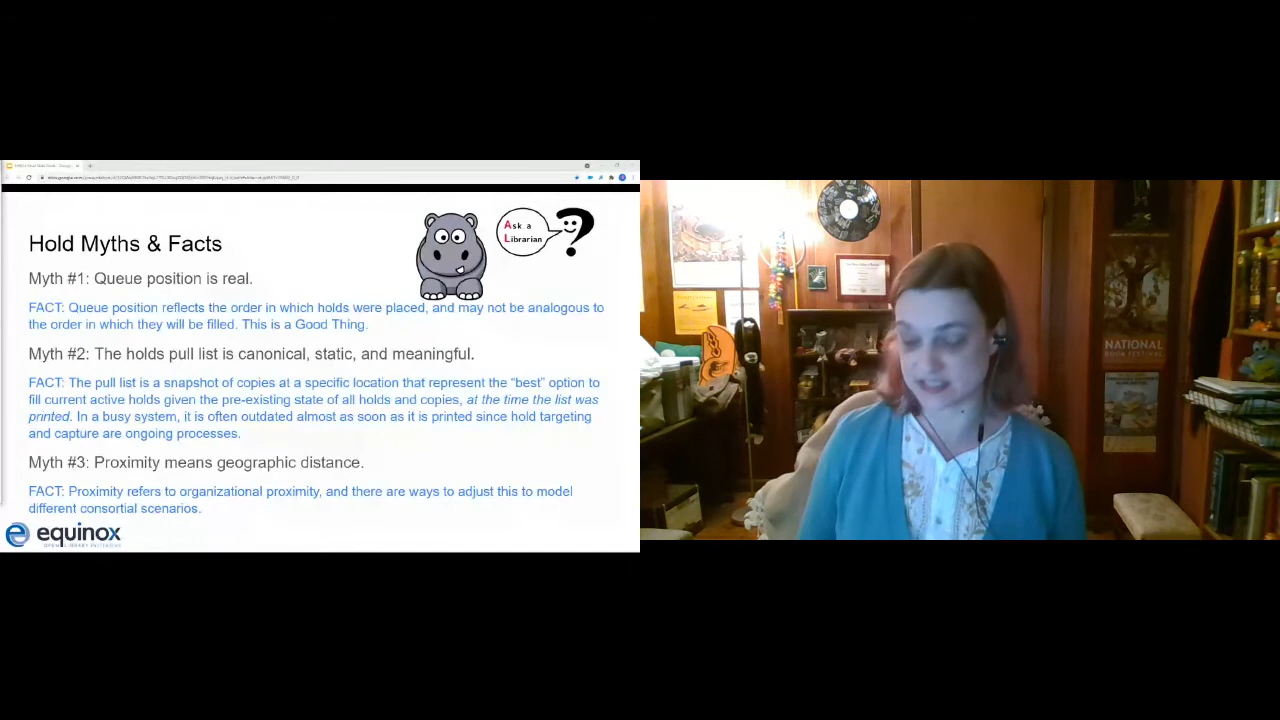 Hold Myths & Facts
Ask a
Librarian
Myth #1: Queue position is real.
FACT: Queue position reflects the order in which holds were placed, and may not be analogous to
the order in which they will be filled. This is a Good Thing.
Myth #2: The holds pull list is canonical, static, and meaningful.
FACT: The pull list is a snapshot of copies at a specific location that represent the “best” option to
fill current active holds given the pre-existing state of all holds and copies, at the time the list was
printed. In a busy system, it is often outdated almost as soon as it is printed since hold targeting
and capture are ongoing processes.
Myth #3: Proximity means geographic distance.
FACT: Proximity refers to organizational proximity, and there are ways to adjust this to model
different consortial scenarios.
equinox
OPEN LIBRARY INITIATIVE
NATIONAL
BOOK FESTIVAL